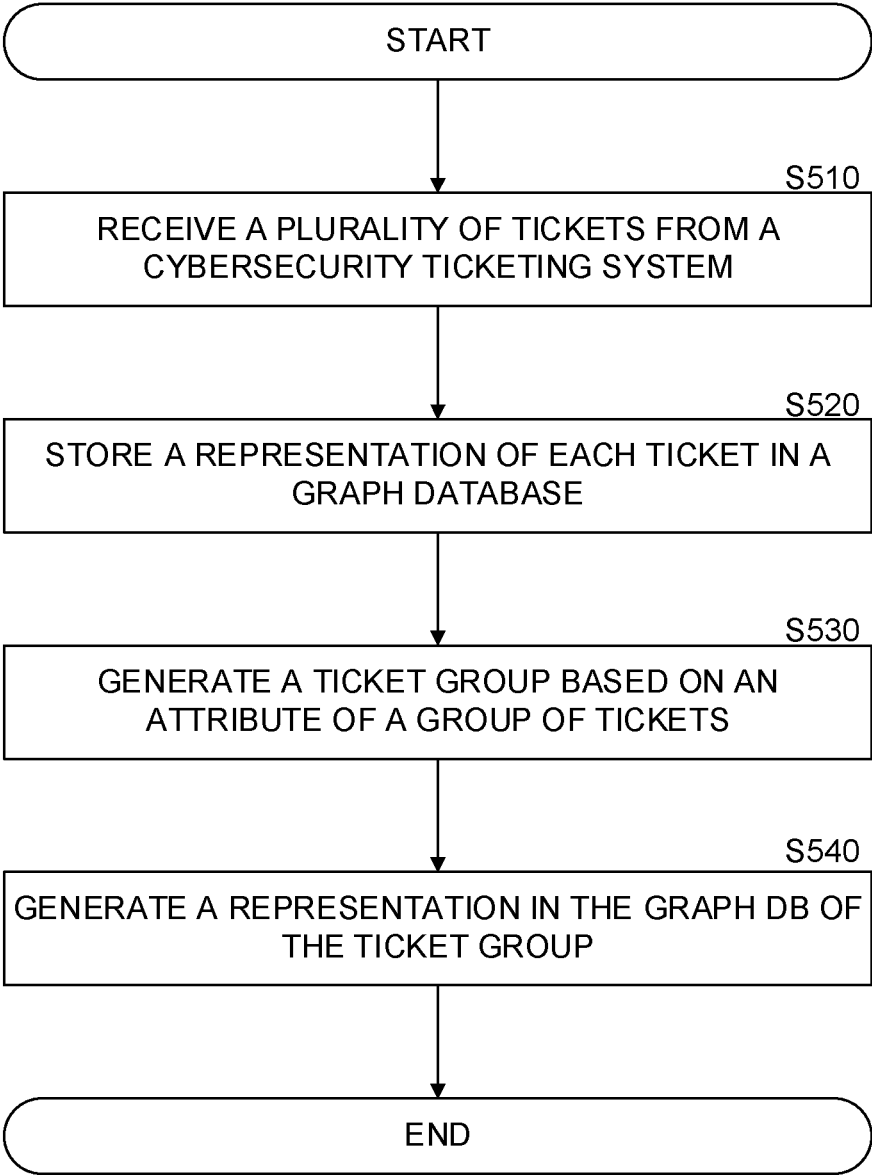 START
S510
RECEIVE A PLURALITY OF TICKETS FROM A
CYBERSECURITY TICKETING SYSTEM
S520
STORE A REPRESENTATION OF EACH TICKET IN A
GRAPH DATABASE
S530
GENERATE A TICKET GROUP BASED ON AN
ATTRIBUTE OF A GROUP OF TICKETS
S540
GENERATE A REPRESENTATION IN THE GRAPH DB OF
THE TICKET GROUP
END